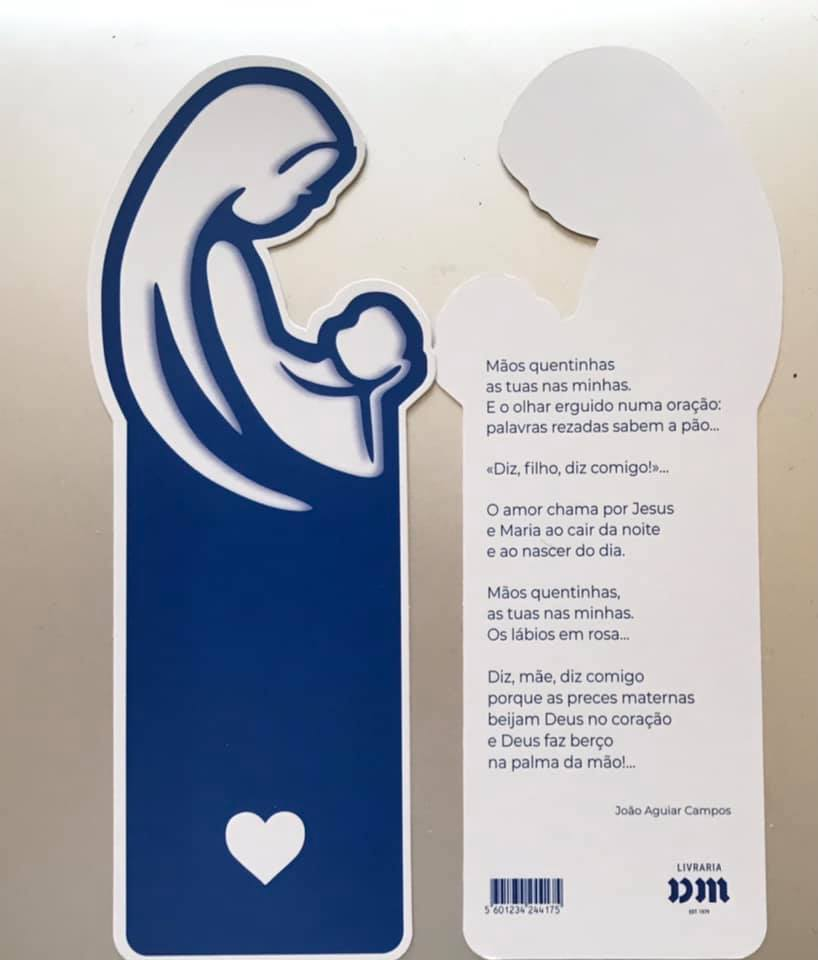 Mãos quentinhas
as tuas nas minhas.
E o olhar erguido numa oração:
palavras rezadas sabem a pão...
«Diz, filho, diz comigo!»...
O amor chama por Jesus
e Maria ao cair da noite
e ao nascer do dia.
Mãos quentinhas,
as tuas nas minhas.
Os lábios em rosa...
Diz, mãe, diz comigo
porque as preces maternas
beijam Deus no coração
e Deus faz berço
na palma da mão!...
João Aguiar Campos
LIVRARIA
DM
EST. 1979
5 601234 244175